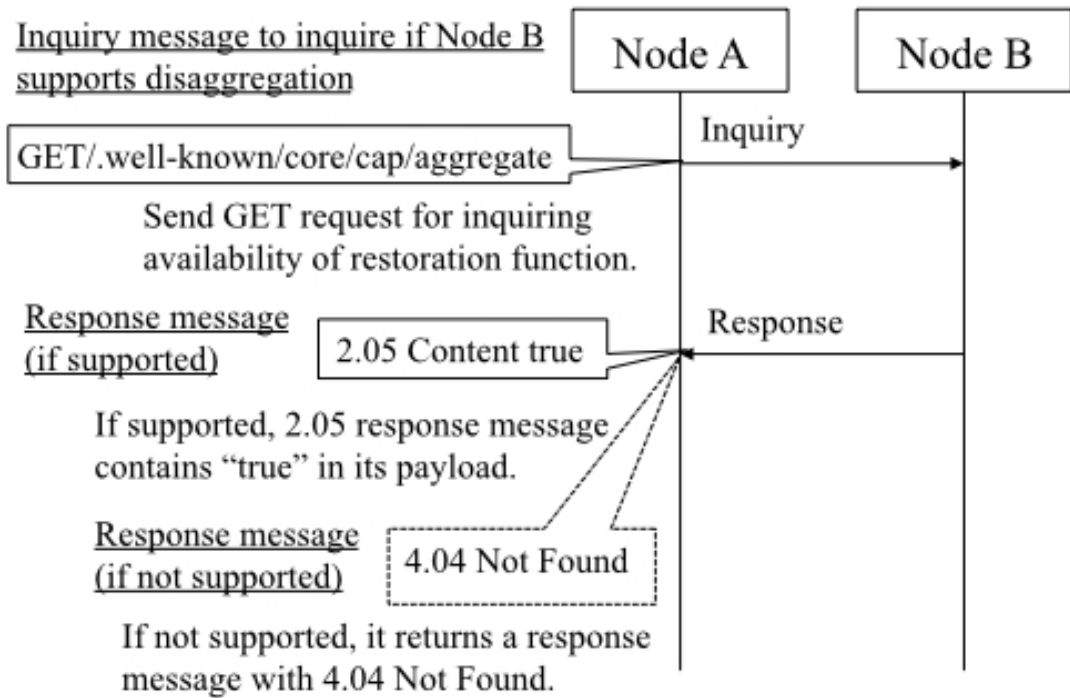 Inquiry message to inquire if Node B
supports disaggregation
Node A
Node B
Inquiry
GET/.well-known/core/cap/aggregate
Send GET request for inquiring
availability of restoration function.
Response message
(if supported)
2.05 Content true
Response
If supported, 2.05 response message
contains “true” in its payload.
Response message
(if not supported)
4.04 Not Found
If not supported, it returns a response
message with 4.04 Not Found.